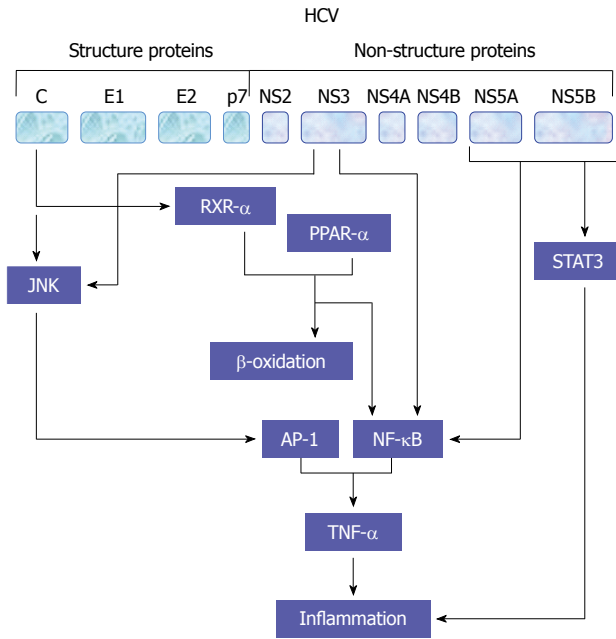 HCV
Structure proteins Non-structure proteins
C E1 E2 p7 NS2 NS3 NS4A NS4B NS5A NS5B
RXR-α
PPAR-α
JNK STAT3
β-oxidation
AP-1 NF-κB
TNF-α
Inflammation